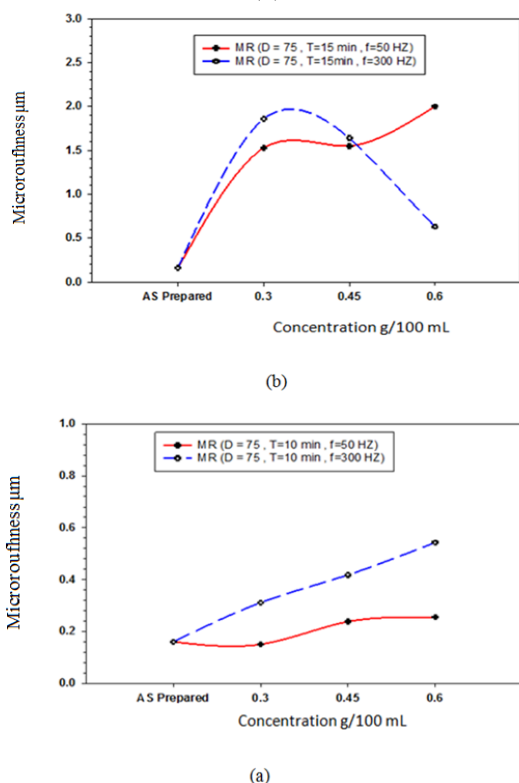 MR (D = 75 , T=15 min , f=50 HZ)
MR (D = 75 , T=15min , f=300 HZ)
3.0
2.5
2.0
1.5
1.0
0.5
0.0
Microroufhness µm
AS Prepared 0.3 0.45 0.6
Concentration g/100 mL
(b)
MR (D = 75 , T=10 min , f=50 HZ)
MR (D = 75 , T=10 min , f=300 HZ)
1.0
0.8
0.6
0.4
0.2
0.0
Microroufhness µm
AS Prepared 0.3 0.45 0.6
Concentration g/100 mL
(a)